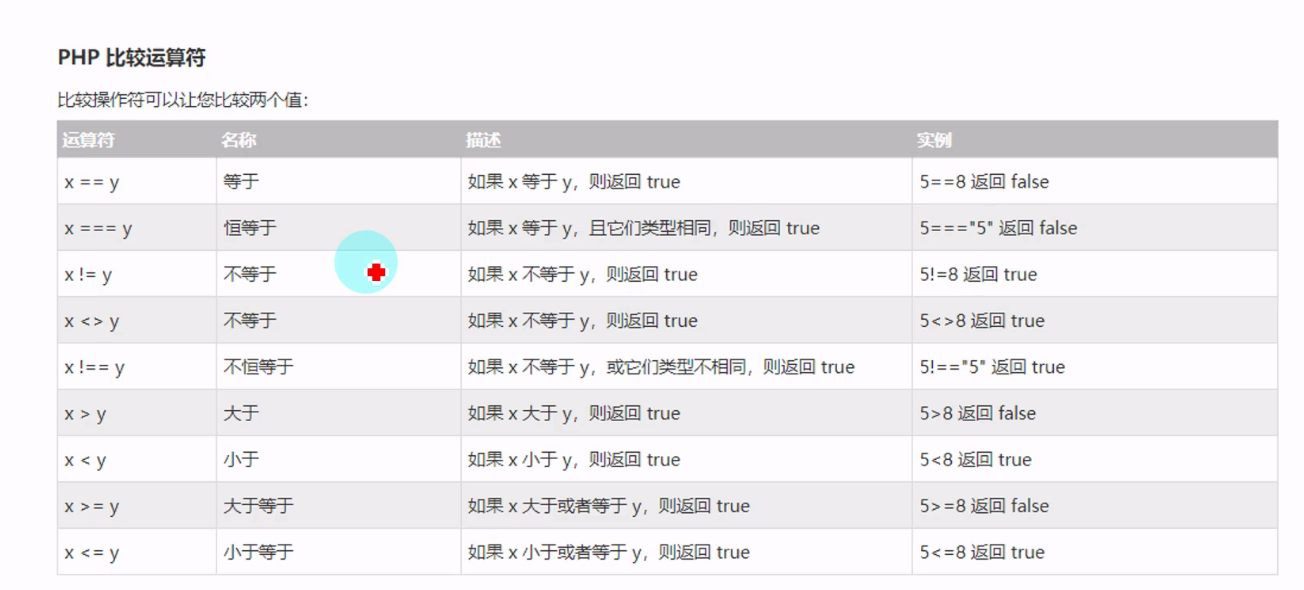 PHP 比较运算符
比较操作符可以让您比较两个值：
运算符 名称 描述 实例
x == y 等于 如果 x 等于 y，则返回 true 5==8 返回 false
x === y 恒等于 如果 x 等于 y，且它们类型相同，则返回 true 5==="5" 返回 false
x != y 不等于 如果 x 不等于 y，则返回 true 5!=8 返回 true
x <> y 不等于 如果 x 不等于 y，则返回 true 5<>8 返回 true
x !== y 不恒等于 如果 x 不等于 y，或它们类型不相同，则返回 true 5!=="5" 返回 true
x > y 大于 如果 x 大于 y，则返回 true 5>8 返回 false
x < y 小于 如果 x 小于 y，则返回 true 5<8 返回 true
x >= y 大于等于 如果 x 大于或者等于 y，则返回 true 5>=8 返回 false
x <= y 小于等于 如果 x 小于或者等于 y，则返回 true 5<=8 返回 true